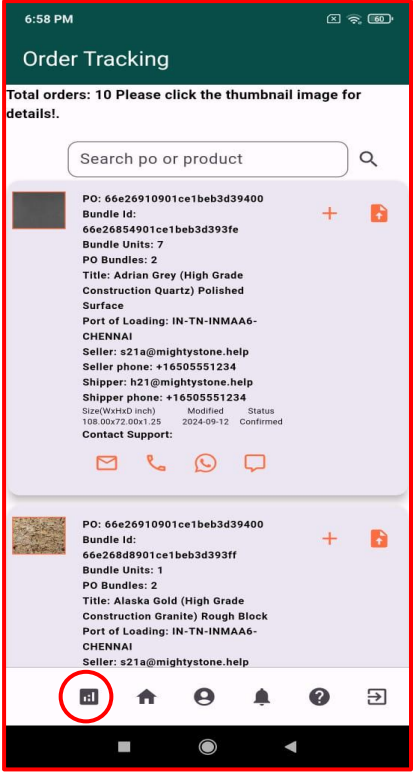 6:58 PM
60
Order Tracking
Total orders: 10 Please click the thumbnail image for
details!.
Search po or product
PO: 66e26910901ce1beb3d39400
Bundle Id:
66e26854901ce1beb3d393fe
Bundle Units: 7
PO Bundles: 2
Title: Adrian Grey (High Grade
Construction Quartz) Polished
Surface
Port of Loading: IN-TN-INMAA6-
CHENNAI
Seller: s21a@mightystone.help
Seller phone: +16505551234
Shipper: h21@mightystone.help
Shipper phone: +16505551234
Size(WxHxD inch) Modified Status
108.00x72.00x1.25 2024-09-12 Confirmed
Contact Support:
PO: 66e26910901ce1beb3d39400
Bundle Id:
66e268d8901ce1beb3d393ff
Bundle Units: 1
PO Bundles: 2
Title: Alaska Gold (High Grade
Construction Granite) Rough Block
Port of Loading: IN-TN-INMAA6-
CHENNAI
Seller: s21a@mightystone.help